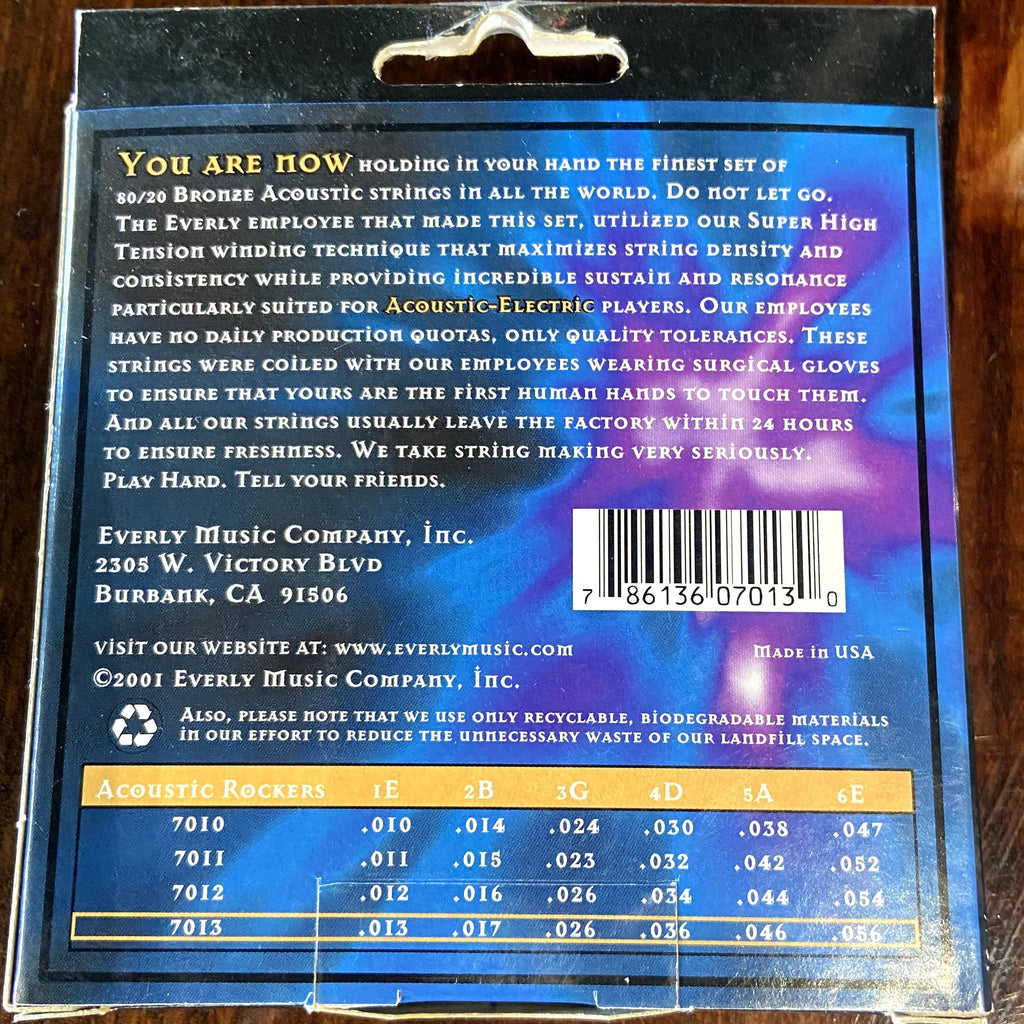 You are now holding in your hand the finest set of
80/20 Bronze Acoustic strings in all the world. Do not let go.
The Everly employee that made this set, utilized our Super High
Tension winding technique that maximizes string density and
consistency while providing incredible sustain and resonance
particularly suited for Acoustic-Electric players. Our employees
have no daily production quotas, only quality tolerances. These
strings were coiled with our employees wearing surgical gloves
to ensure that yours are the first human hands to touch them.
And all our strings usually leave the factory within 24 hours
to ensure freshness. We take string making very seriously.
Play Hard. Tell your friends.
Everly Music Company, Inc.
2305 W. Victory Blvd
Burbank, CA 91506
7 86136 07013 0
visit our website at: www.everlymusic.com
Made in USA
©2001 Everly Music Company, Inc.
Also, please note that we use only recyclable, biodegradable materials
in our effort to reduce the unnecessary waste of our landfill space.
Acoustic Rockers 1E 2B 3G 4D 5A 6E
7010 .010 .014 .024 .030 .038 .047
7011 .011 .015 .023 .032 .042 .052
7012 .012 .016 .026 .034 .044 .054
7013 .013 .017 .026 .036 .046 .056